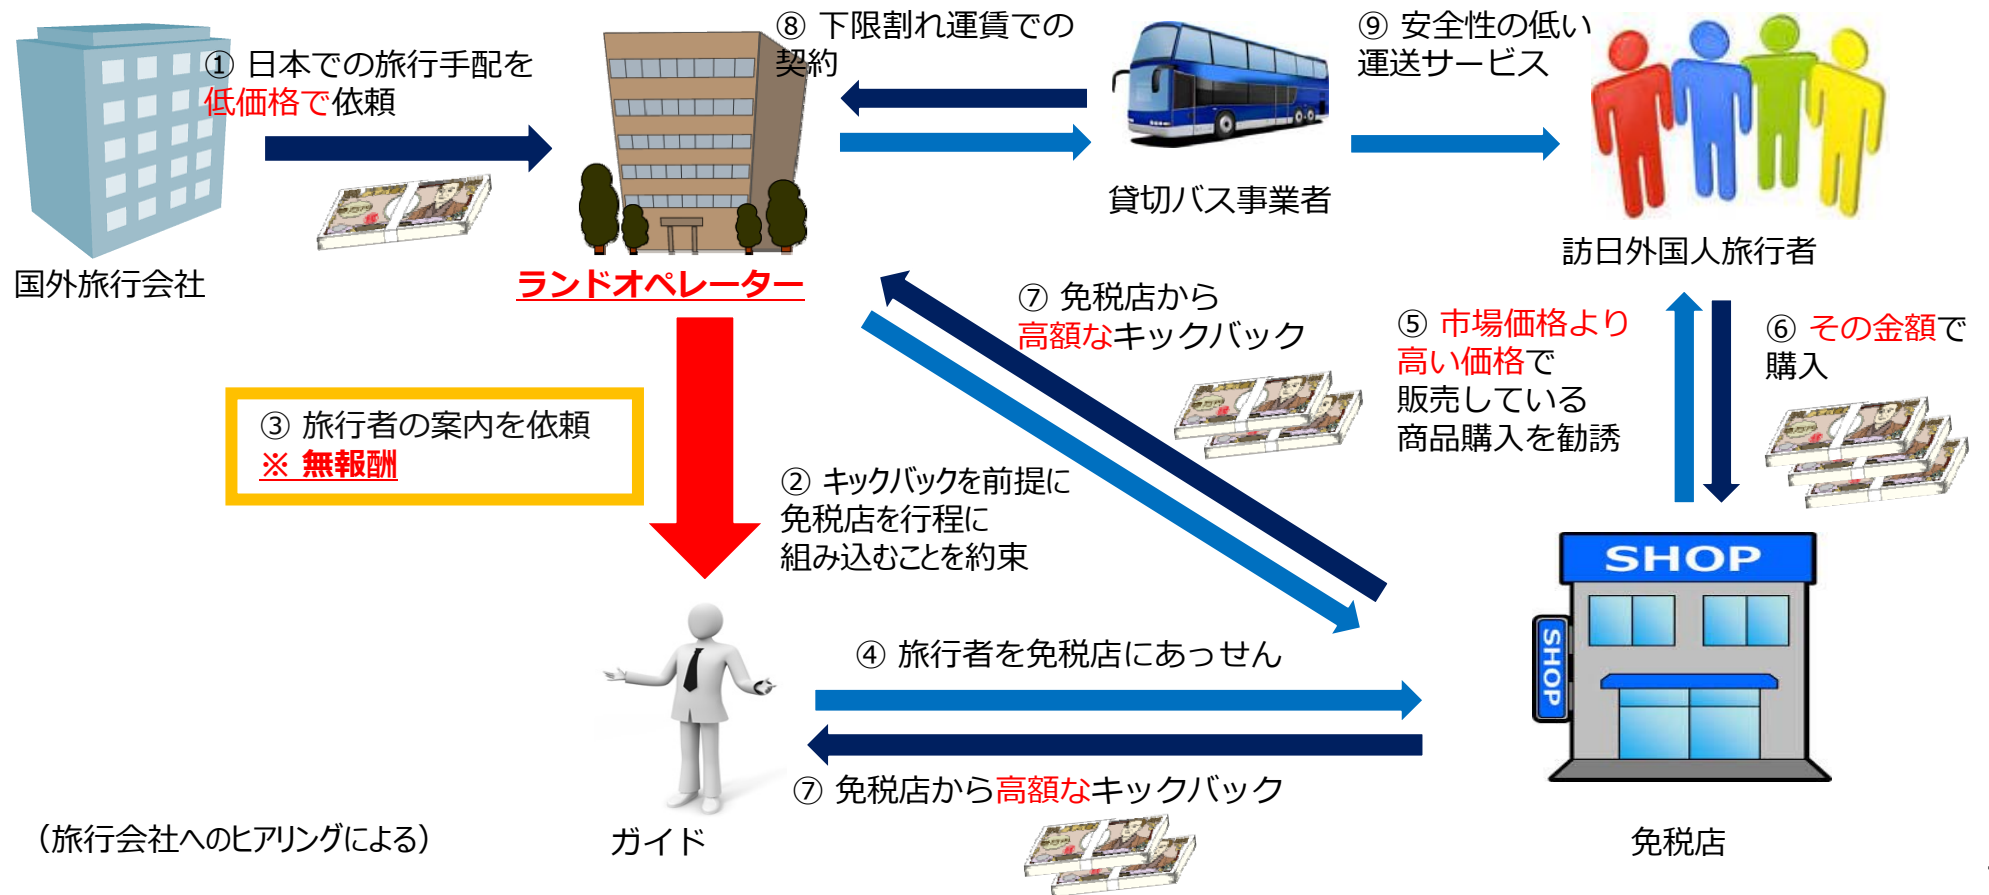 ① 日本での旅行手配を
低価格で依頼
国外旅行会社
ランドオペレーター
⑧ 下限割れ運賃での
契約
貸切バス事業者
⑨ 安全性の低い
運送サービス
訪日外国人旅行者
③ 旅行者の案内を依頼
※ 無報酬
② キックバックを前提に
免税店を行程に
組み込むことを約束
⑦ 免税店から
高額なキックバック
⑤ 市場価格より
高い価格で
販売している
商品購入を勧誘
⑥ その金額で
購入
SHOP
SHOP
④ 旅行者を免税店にあっせん
⑦ 免税店から高額なキックバック
ガイド
免税店
（旅行会社へのヒアリングによる）